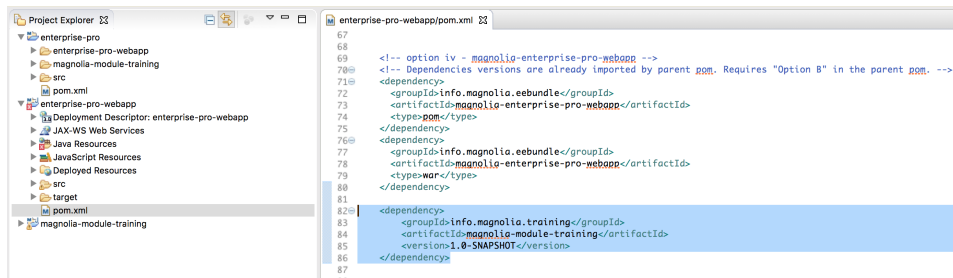 Project Explorer
enterprise-pro
enterprise-pro-webapp
magnolia-module-training
src
pom.xml
enterprise-pro-webapp
Deployment Descriptor: enterprise-pro-webapp
JAX-WS Web Services
Java Resources
JavaScript Resources
Deployed Resources
src
target
pom.xml
magnolia-module-training
enterprise-pro-webapp/pom.xml
67
68
69 <!-- option iv - magnolia-enterprise-pro-webapp -->
70 <!-- Dependencies versions are already imported by parent pom. Requires "Option B" in the parent pom. -->
71 <dependency>
72 <groupId>info.magnolia.eebundle</groupId>
73 <artifactId>magnolia-enterprise-pro-webapp</artifactId>
74 <type>pom</type>
75 </dependency>
76 <dependency>
77 <groupId>info.magnolia.eebundle</groupId>
78 <artifactId>magnolia-enterprise-pro-webapp</artifactId>
79 <type>war</type>
80 </dependency>
81
82 <dependency>
83 <groupId>info.magnolia.training</groupId>
84 <artifactId>magnolia-module-training</artifactId>
85 <version>1.0-SNAPSHOT</version>
86 </dependency>
87